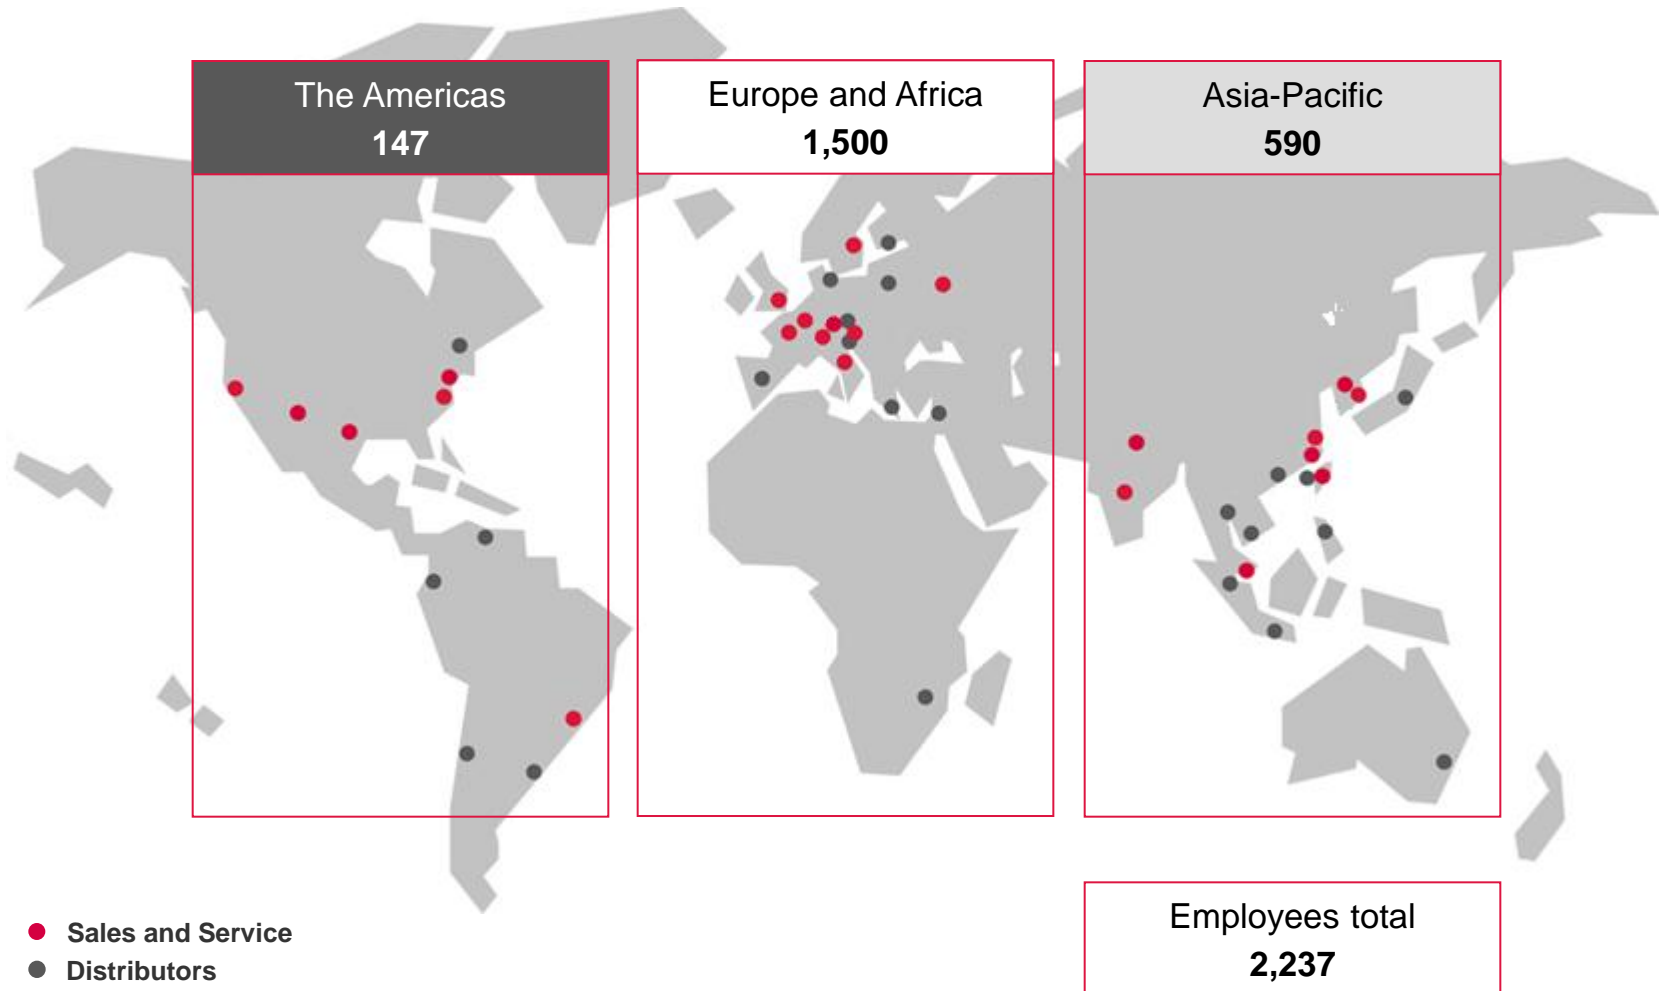 The Americas
147
Europe and Africa
1,500
Asia-Pacific
590
Sales and Service
Distributors
Employees total
2,237